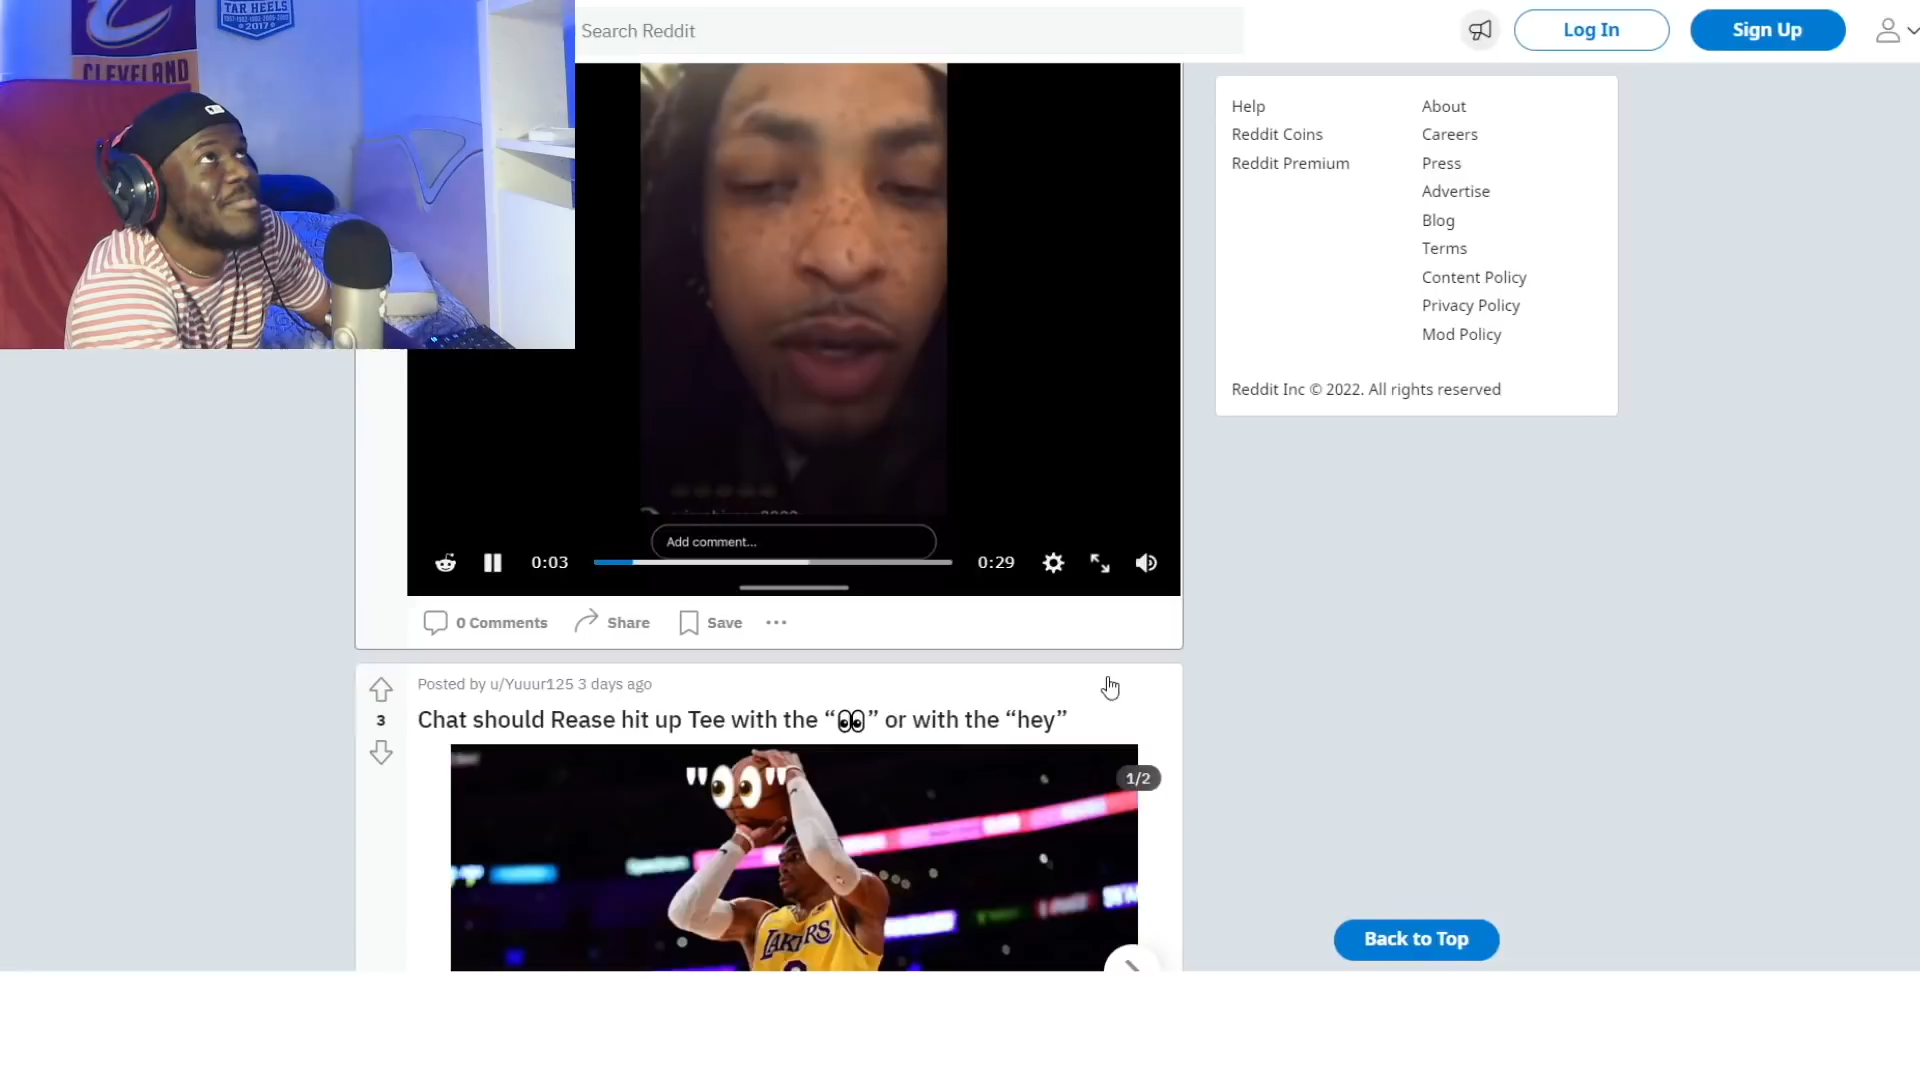 CLEVELAND
TAR HEELS
2017
Search Reddit
Log In
Sign Up
Help
About
Reddit Coins
Careers
Reddit Premium
Press
Advertise
Blog
Terms
Content Policy
Privacy Policy
Mod Policy
Reddit Inc © 2022. All rights reserved
Add comment...
0:03
0:29
0 Comments
Share
Save
Posted by u/Yuuur125 3 days ago
3
Chat should Rease hit up Tee with the “👀” or with the “hey”
"👀"
1/2
LAKERS
Back to Top